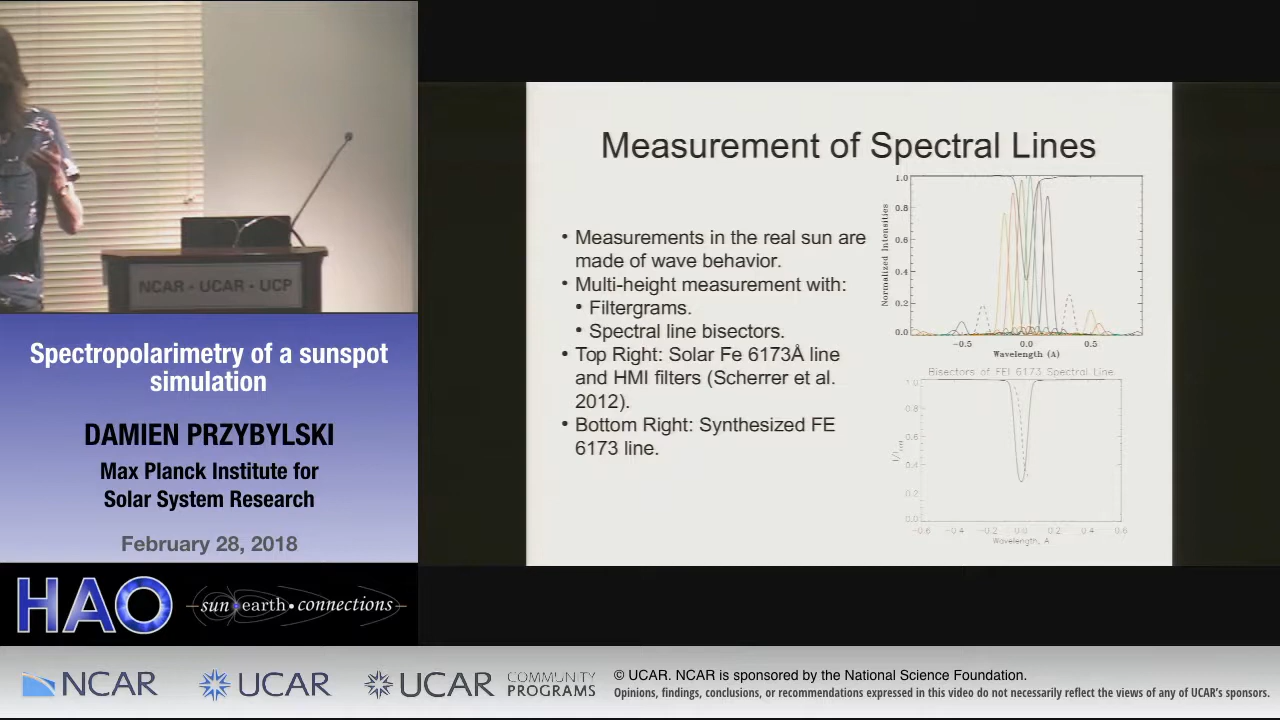 NCAR • UCAR • UCP
Spectropolarimetry of a sunspot
simulation
DAMIEN PRZYBYLSKI
Max Planck Institute for
Solar System Research
February 28, 2018
HAO
sun•earth•connections
Measurement of Spectral Lines
• Measurements in the real sun are
made of wave behavior.
• Multi-height measurement with:
• Filtergrams.
• Spectral line bisectors.
• Top Right: Solar Fe 6173Å line
and HMI filters (Scherrer et al.
2012).
• Bottom Right: Synthesized FE
6173 line.
Normalized Intensities
1.0
0.8
0.6
0.4
0.2
0.0
-0.5 0.0 0.5
Wavelength (A)
Bisectors of FEI 6173 Spectral Line
1.0
0.8
0.6
0.4
0.2
0.0
-0.6 -0.4 -0.2 0.0 0.2 0.4 0.6
Wavelength, A
NCAR
UCAR
UCAR
COMMUNITY
PROGRAMS
© UCAR. NCAR is sponsored by the National Science Foundation.
Opinions, findings, conclusions, or recommendations expressed in this video do not necessarily reflect the views of any of UCAR's sponsors.